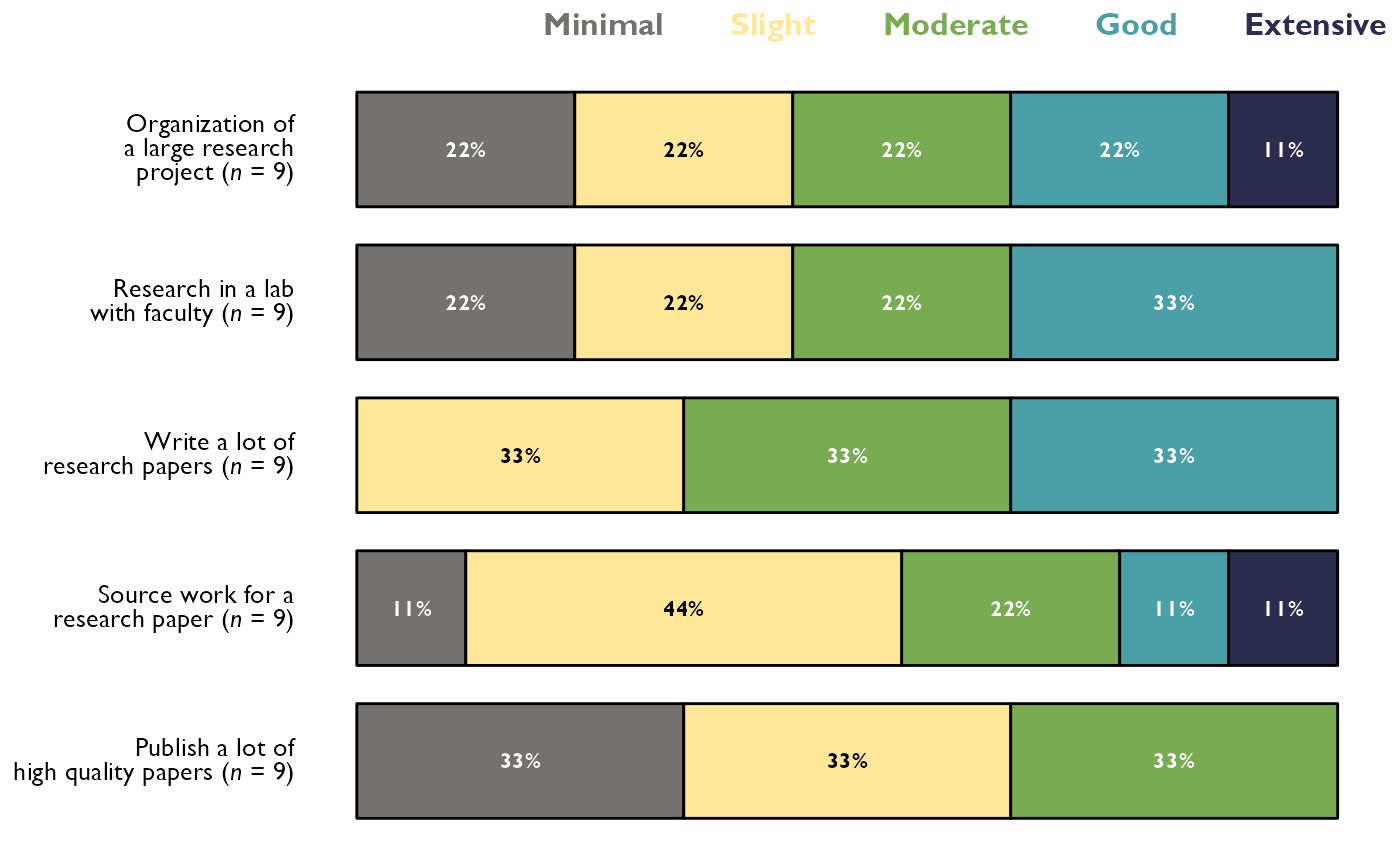 Minimal Slight Moderate Good Extensive
Organization of
a large research
project (n = 9)
22% 22% 22% 22% 11%
Research in a lab
with faculty (n = 9)
22% 22% 22% 33%
Write a lot of
research papers (n = 9)
33% 33% 33%
Source work for a
research paper (n = 9)
11% 44% 22% 11% 11%
Publish a lot of
high quality papers (n = 9)
33% 33% 33%